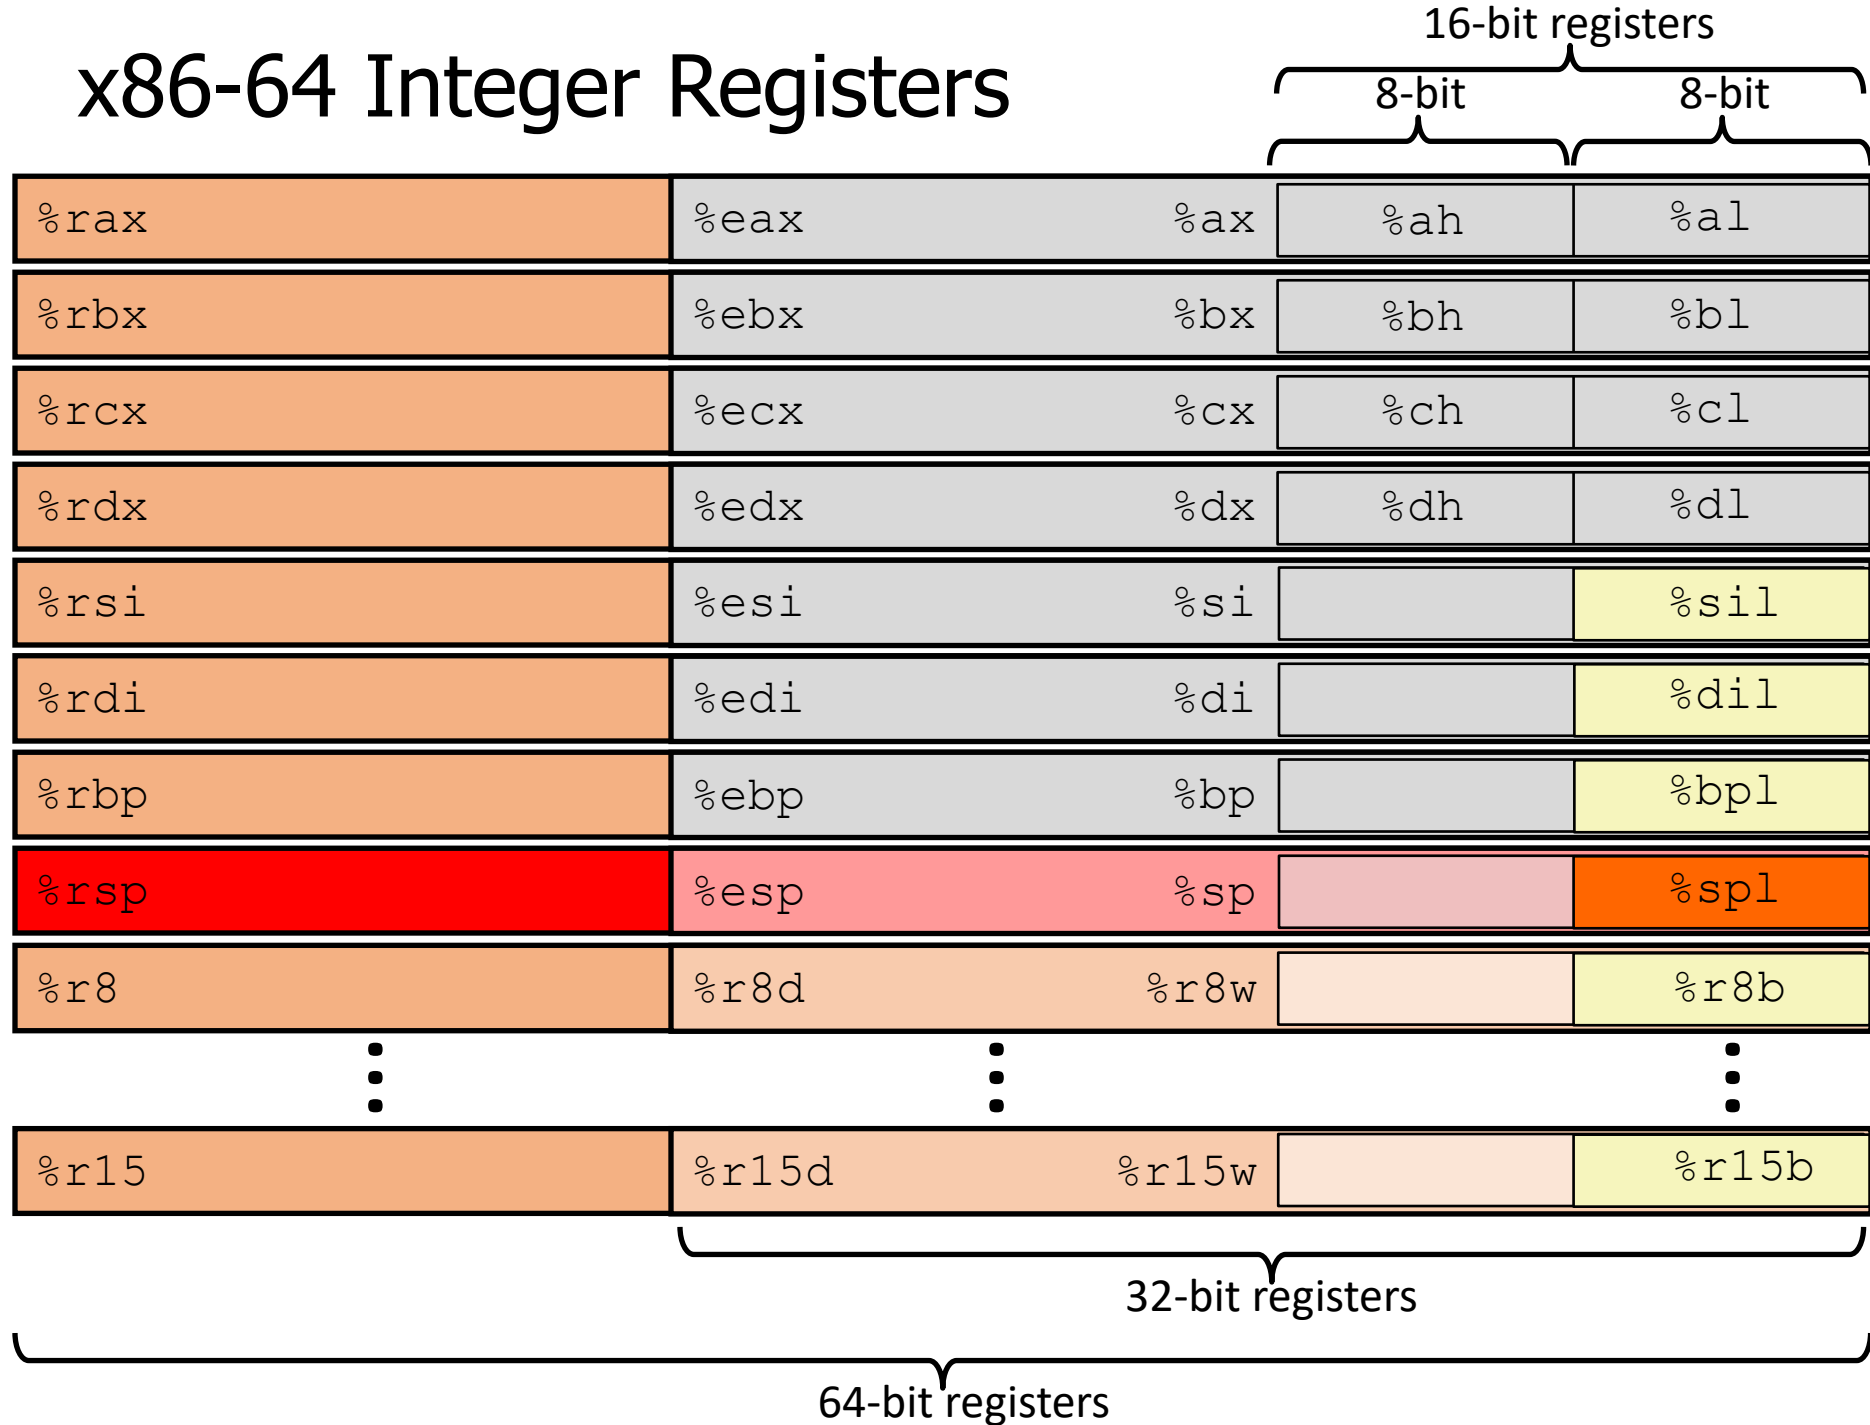 16-bit registers
x86-64 Integer Registers
8-bit 8-bit
%rax %eax %ax %ah %al
%rbx %ebx %bx %bh %bl
%rcx %ecx %cx %ch %cl
%rdx %edx %dx %dh %dl
%rsi %esi %si %sil
%rdi %edi %di %dil
%rbp %ebp %bp %bpl
%rsp %esp %sp %spl
%r8 %r8d %r8w %r8b
%r15 %r15d %r15w %r15b
32-bit registers
64-bit registers